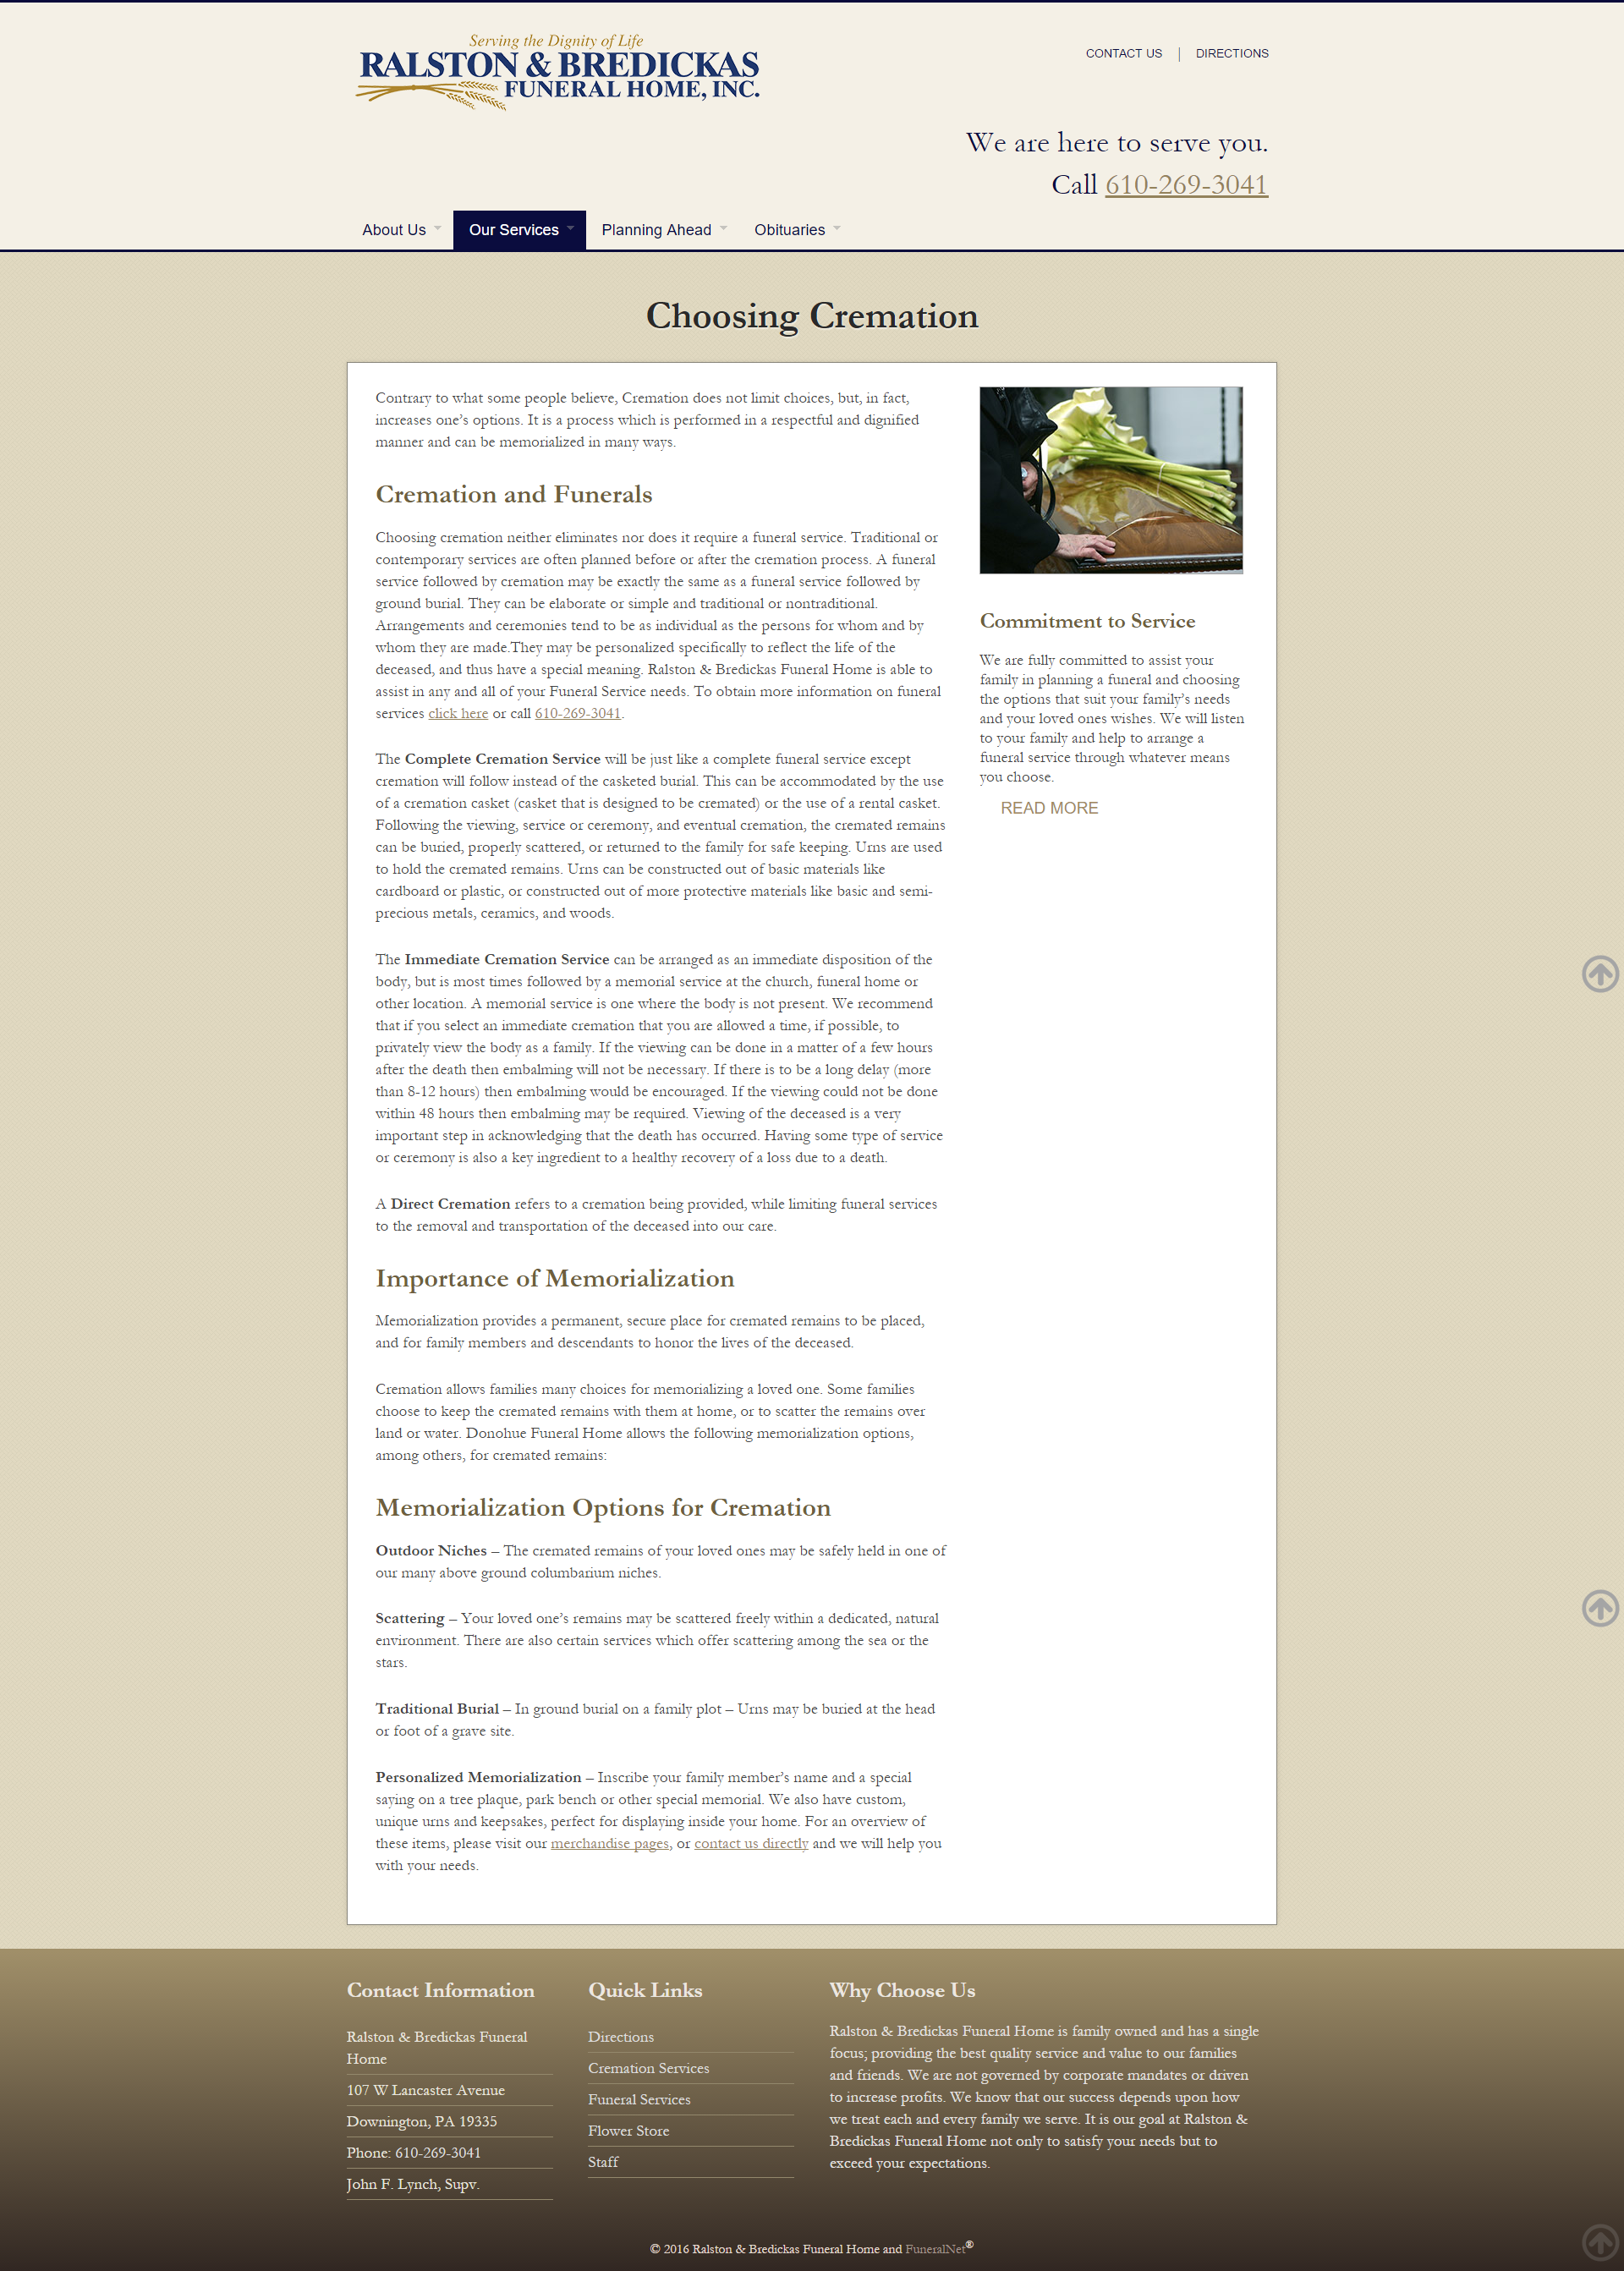 Serving the Dignity of Life
RALSTON & BREDICKAS
FUNERAL HOME, INC.
CONTACT US
DIRECTIONS
We are here to serve you.
Call 610-269-3041
About Us
Our Services
Planning Ahead
Obituaries
Choosing Cremation
Contrary to what some people believe, Cremation does not limit choices, but, in fact,
increases one’s options. It is a process which is performed in a respectful and dignified
manner and can be memorialized in many ways.
Cremation and Funerals
Choosing cremation neither eliminates nor does it require a funeral service. Traditional or
contemporary services are often planned before or after the cremation process. A funeral
service followed by cremation may be exactly the same as a funeral service followed by
ground burial. They can be elaborate or simple and traditional or nontraditional.
Arrangements and ceremonies tend to be as individual as the persons for whom and by
whom they are made.They may be personalized specifically to reflect the life of the
deceased, and thus have a special meaning. Ralston & Bredickas Funeral Home is able to
assist in any and all of your Funeral Service needs. To obtain more information on funeral
services click here or call 610-269-3041.
The Complete Cremation Service will be just like a complete funeral service except
cremation will follow instead of the casketed burial. This can be accommodated by the use
of a cremation casket (casket that is designed to be cremated) or the use of a rental casket.
Following the viewing, service or ceremony, and eventual cremation, the cremated remains
can be buried, properly scattered, or returned to the family for safe keeping. Urns are used
to hold the cremated remains. Urns can be constructed out of basic materials like
cardboard or plastic, or constructed out of more protective materials like basic and semi-
precious metals, ceramics, and woods.
The Immediate Cremation Service can be arranged as an immediate disposition of the
body, but is most times followed by a memorial service at the church, funeral home or
other location. A memorial service is one where the body is not present. We recommend
that if you select an immediate cremation that you are allowed a time, if possible, to
privately view the body as a family. If the viewing can be done in a matter of a few hours
after the death then embalming will not be necessary. If there is to be a long delay (more
than 8-12 hours) then embalming would be encouraged. If the viewing could not be done
within 48 hours then embalming may be required. Viewing of the deceased is a very
important step in acknowledging that the death has occurred. Having some type of service
or ceremony is also a key ingredient to a healthy recovery of a loss due to a death.
A Direct Cremation refers to a cremation being provided, while limiting funeral services
to the removal and transportation of the deceased into our care.
Importance of Memorialization
Memorialization provides a permanent, secure place for cremated remains to be placed,
and for family members and descendants to honor the lives of the deceased.
Cremation allows families many choices for memorializing a loved one. Some families
choose to keep the cremated remains with them at home, or to scatter the remains over
land or water. Donohue Funeral Home allows the following memorialization options,
among others, for cremated remains:
Memorialization Options for Cremation
Outdoor Niches – The cremated remains of your loved ones may be safely held in one of
our many above ground columbarium niches.
Scattering – Your loved one’s remains may be scattered freely within a dedicated, natural
environment. There are also certain services which offer scattering among the sea or the
stars.
Traditional Burial – In ground burial on a family plot – Urns may be buried at the head
or foot of a grave site.
Personalized Memorialization – Inscribe your family member’s name and a special
saying on a tree plaque, park bench or other special memorial. We also have custom,
unique urns and keepsakes, perfect for displaying inside your home. For an overview of
these items, please visit our merchandise pages, or contact us directly and we will help you
with your needs.
Commitment to Service
We are fully committed to assist your
family in planning a funeral and choosing
the options that suit your family’s needs
and your loved ones wishes. We will listen
to your family and help to arrange a
funeral service through whatever means
you choose.
READ MORE
Contact Information
Ralston & Bredickas Funeral
Home
107 W Lancaster Avenue
Downington, PA 19335
Phone: 610-269-3041
John F. Lynch, Supv.
Quick Links
Directions
Cremation Services
Funeral Services
Flower Store
Staff
Why Choose Us
Ralston & Bredickas Funeral Home is family owned and has a single
focus; providing the best quality service and value to our families
and friends. We are not governed by corporate mandates or driven
to increase profits. We know that our success depends upon how
we treat each and every family we serve. It is our goal at Ralston &
Bredickas Funeral Home not only to satisfy your needs but to
exceed your expectations.
© 2016 Ralston & Bredickas Funeral Home and FuneralNet®